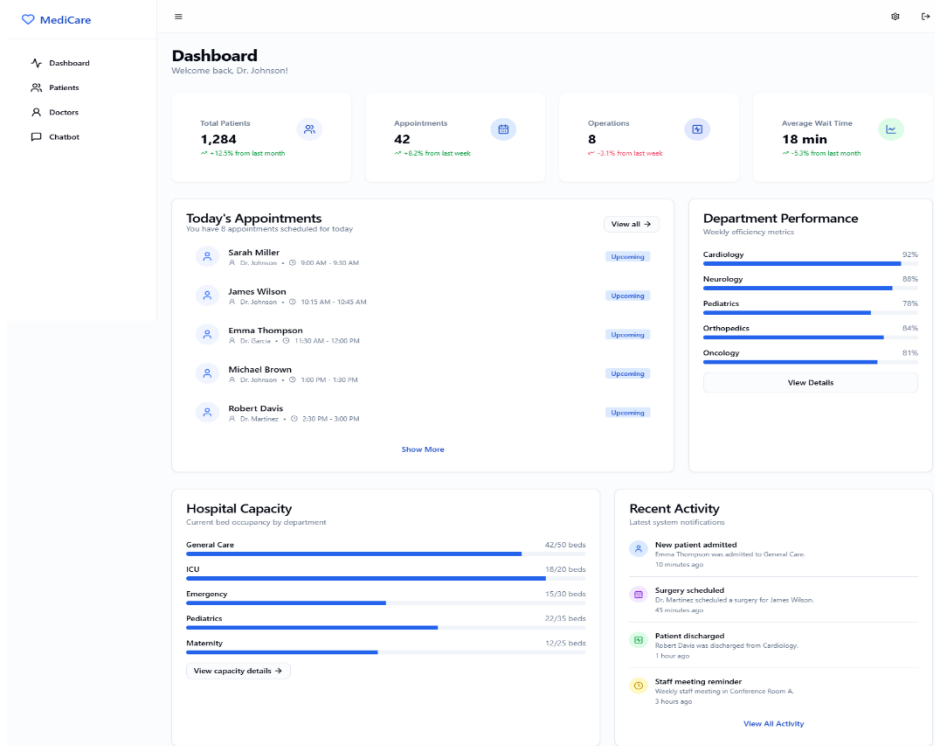 MediCare
Dashboard
Patients
Doctors
Chatbot
Dashboard
Welcome back, Dr. Johnson!
Total Patients
1,284
+12.5% from last month
Appointments
42
+8.2% from last week
Operations
8
-3.1% from last week
Average Wait Time
18 min
-5.3% from last month
Today's Appointments
You have 8 appointments scheduled for today
View all →
Sarah Miller
Dr. Johnson • 9:00 AM - 9:30 AM
Upcoming
James Wilson
Dr. Johnson • 10:15 AM - 10:45 AM
Upcoming
Emma Thompson
Dr. Garcia • 11:30 AM - 12:00 PM
Upcoming
Michael Brown
Dr. Johnson • 1:00 PM - 1:30 PM
Upcoming
Robert Davis
Dr. Martinez • 2:30 PM - 3:00 PM
Upcoming
Show More
Department Performance
Weekly efficiency metrics
Cardiology 92%
Neurology 88%
Pediatrics 78%
Orthopedics 84%
Oncology 81%
View Details
Hospital Capacity
Current bed occupancy by department
General Care 42/50 beds
ICU 18/20 beds
Emergency 15/30 beds
Pediatrics 22/35 beds
Maternity 12/25 beds
View capacity details →
Recent Activity
Latest system notifications
New patient admitted
Emma Thompson was admitted to General Care.
10 minutes ago
Surgery scheduled
Dr. Martinez scheduled a surgery for James Wilson.
45 minutes ago
Patient discharged
Robert Davis was discharged from Cardiology.
1 hour ago
Staff meeting reminder
Weekly staff meeting in Conference Room A.
3 hours ago
View All Activity